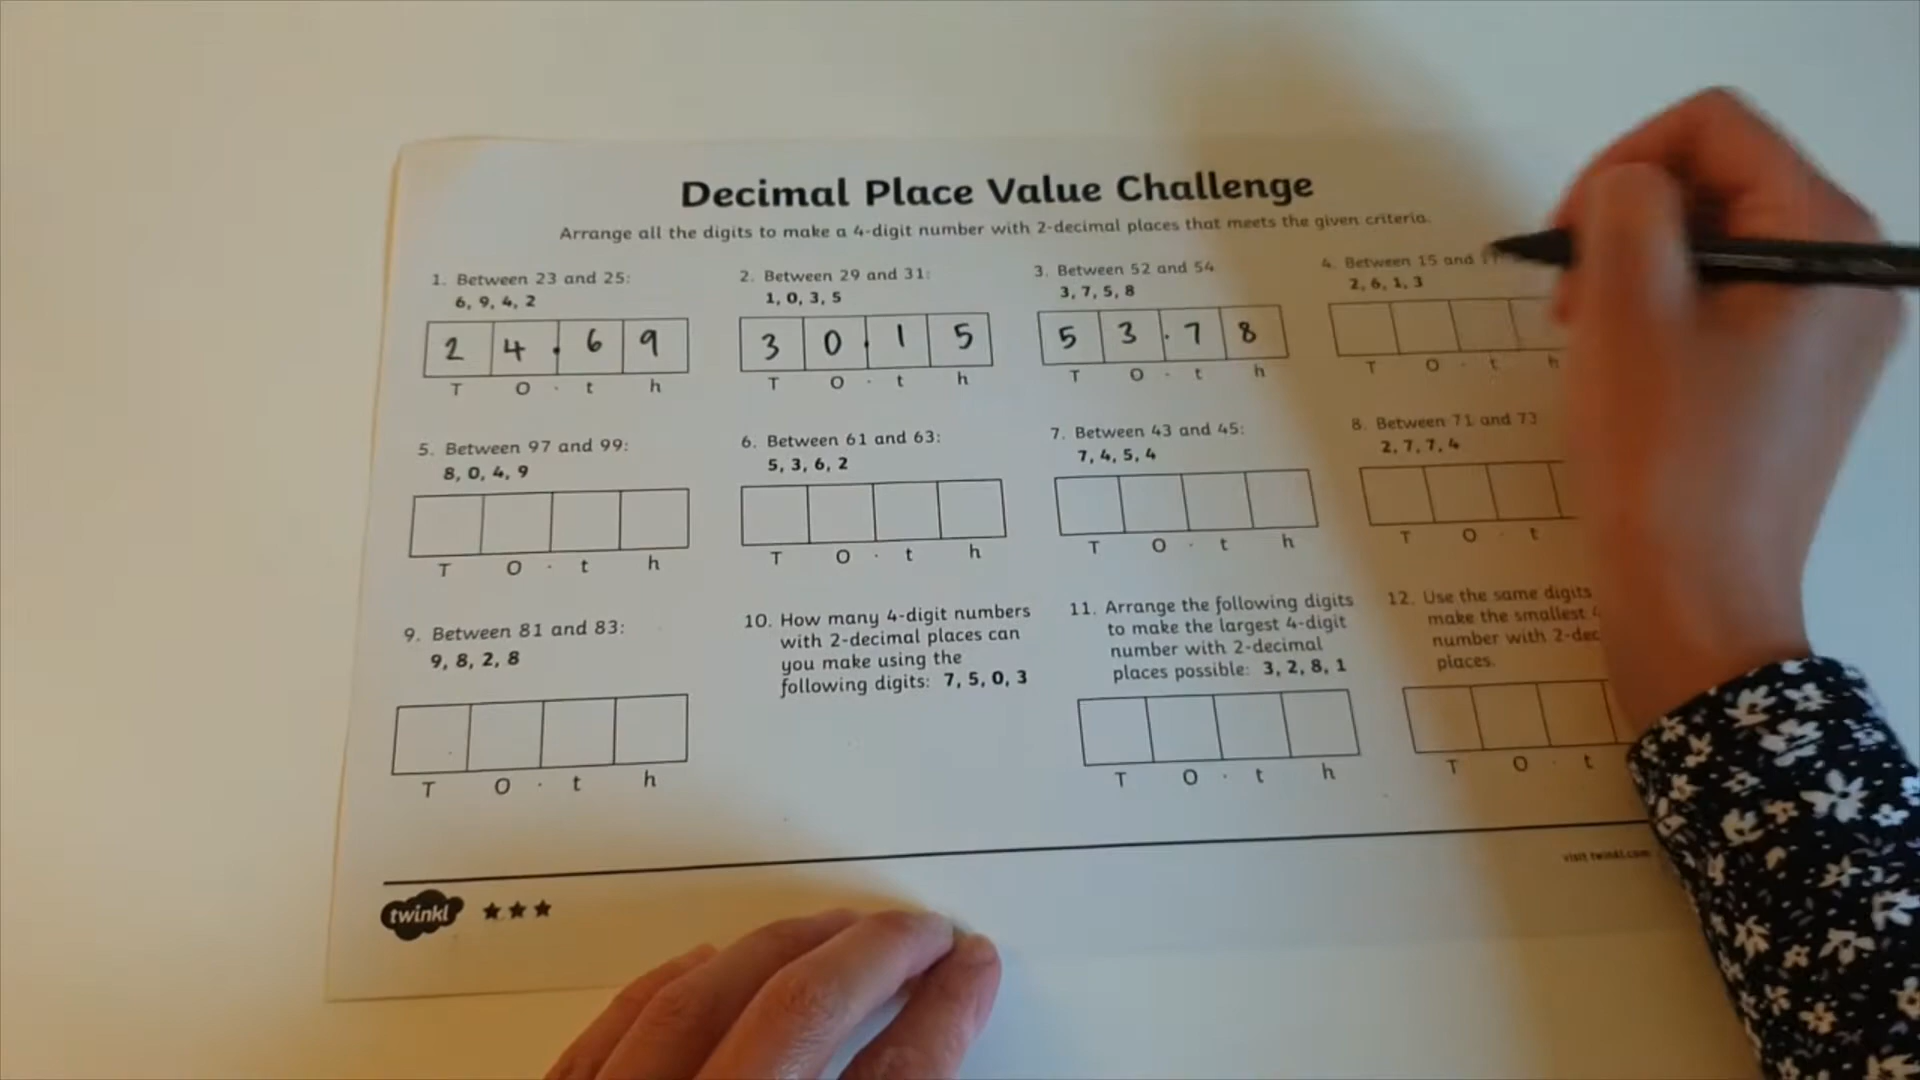 Decimal Place Value Challenge
Arrange all the digits to make a 4-digit number with 2-decimal places that meets the given criteria.
1. Between 23 and 25:
6, 9, 4, 2
2 4 . 6 9
T O . t h
2. Between 29 and 31:
1, 0, 3, 5
3 0 . 1 5
T O . t h
3. Between 52 and 54
3, 7, 5, 8
5 3 . 7 8
T O . t h
4. Between 15 and
2, 6, 1, 3
T O . t h
5. Between 97 and 99:
8, 0, 4, 9
T O . t h
6. Between 61 and 63:
5, 3, 6, 2
T O . t h
7. Between 43 and 45:
7, 4, 5, 4
T O . t h
8. Between 71 and 73
2, 7, 7, 4
T O . t
9. Between 81 and 83:
9, 8, 2, 8
T O . t h
10. How many 4-digit numbers
with 2-decimal places can
you make using the
following digits: 7, 5, 0, 3
11. Arrange the following digits
to make the largest 4-digit
number with 2-decimal
places possible: 3, 2, 8, 1
T O . t h
12. Use the same digits
make the smallest
number with 2-dec
places.
T O . t
visit twinkl.com
twinkl